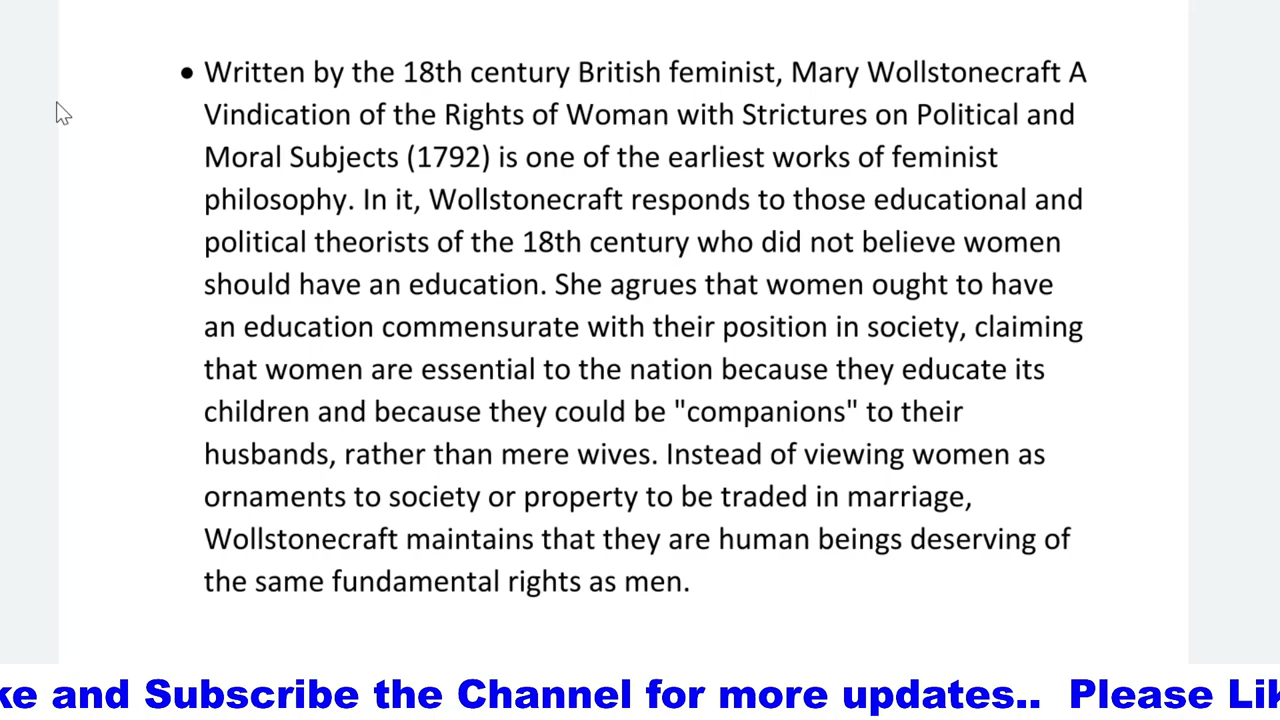 • Written by the 18th century British feminist, Mary Wollstonecraft A
Vindication of the Rights of Woman with Strictures on Political and
Moral Subjects (1792) is one of the earliest works of feminist
philosophy. In it, Wollstonecraft responds to those educational and
political theorists of the 18th century who did not believe women
should have an education. She agrues that women ought to have
an education commensurate with their position in society, claiming
that women are essential to the nation because they educate its
children and because they could be "companions" to their
husbands, rather than mere wives. Instead of viewing women as
ornaments to society or property to be traded in marriage,
Wollstonecraft maintains that they are human beings deserving of
the same fundamental rights as men.
ke and Subscribe the Channel for more updates.. Please Lik